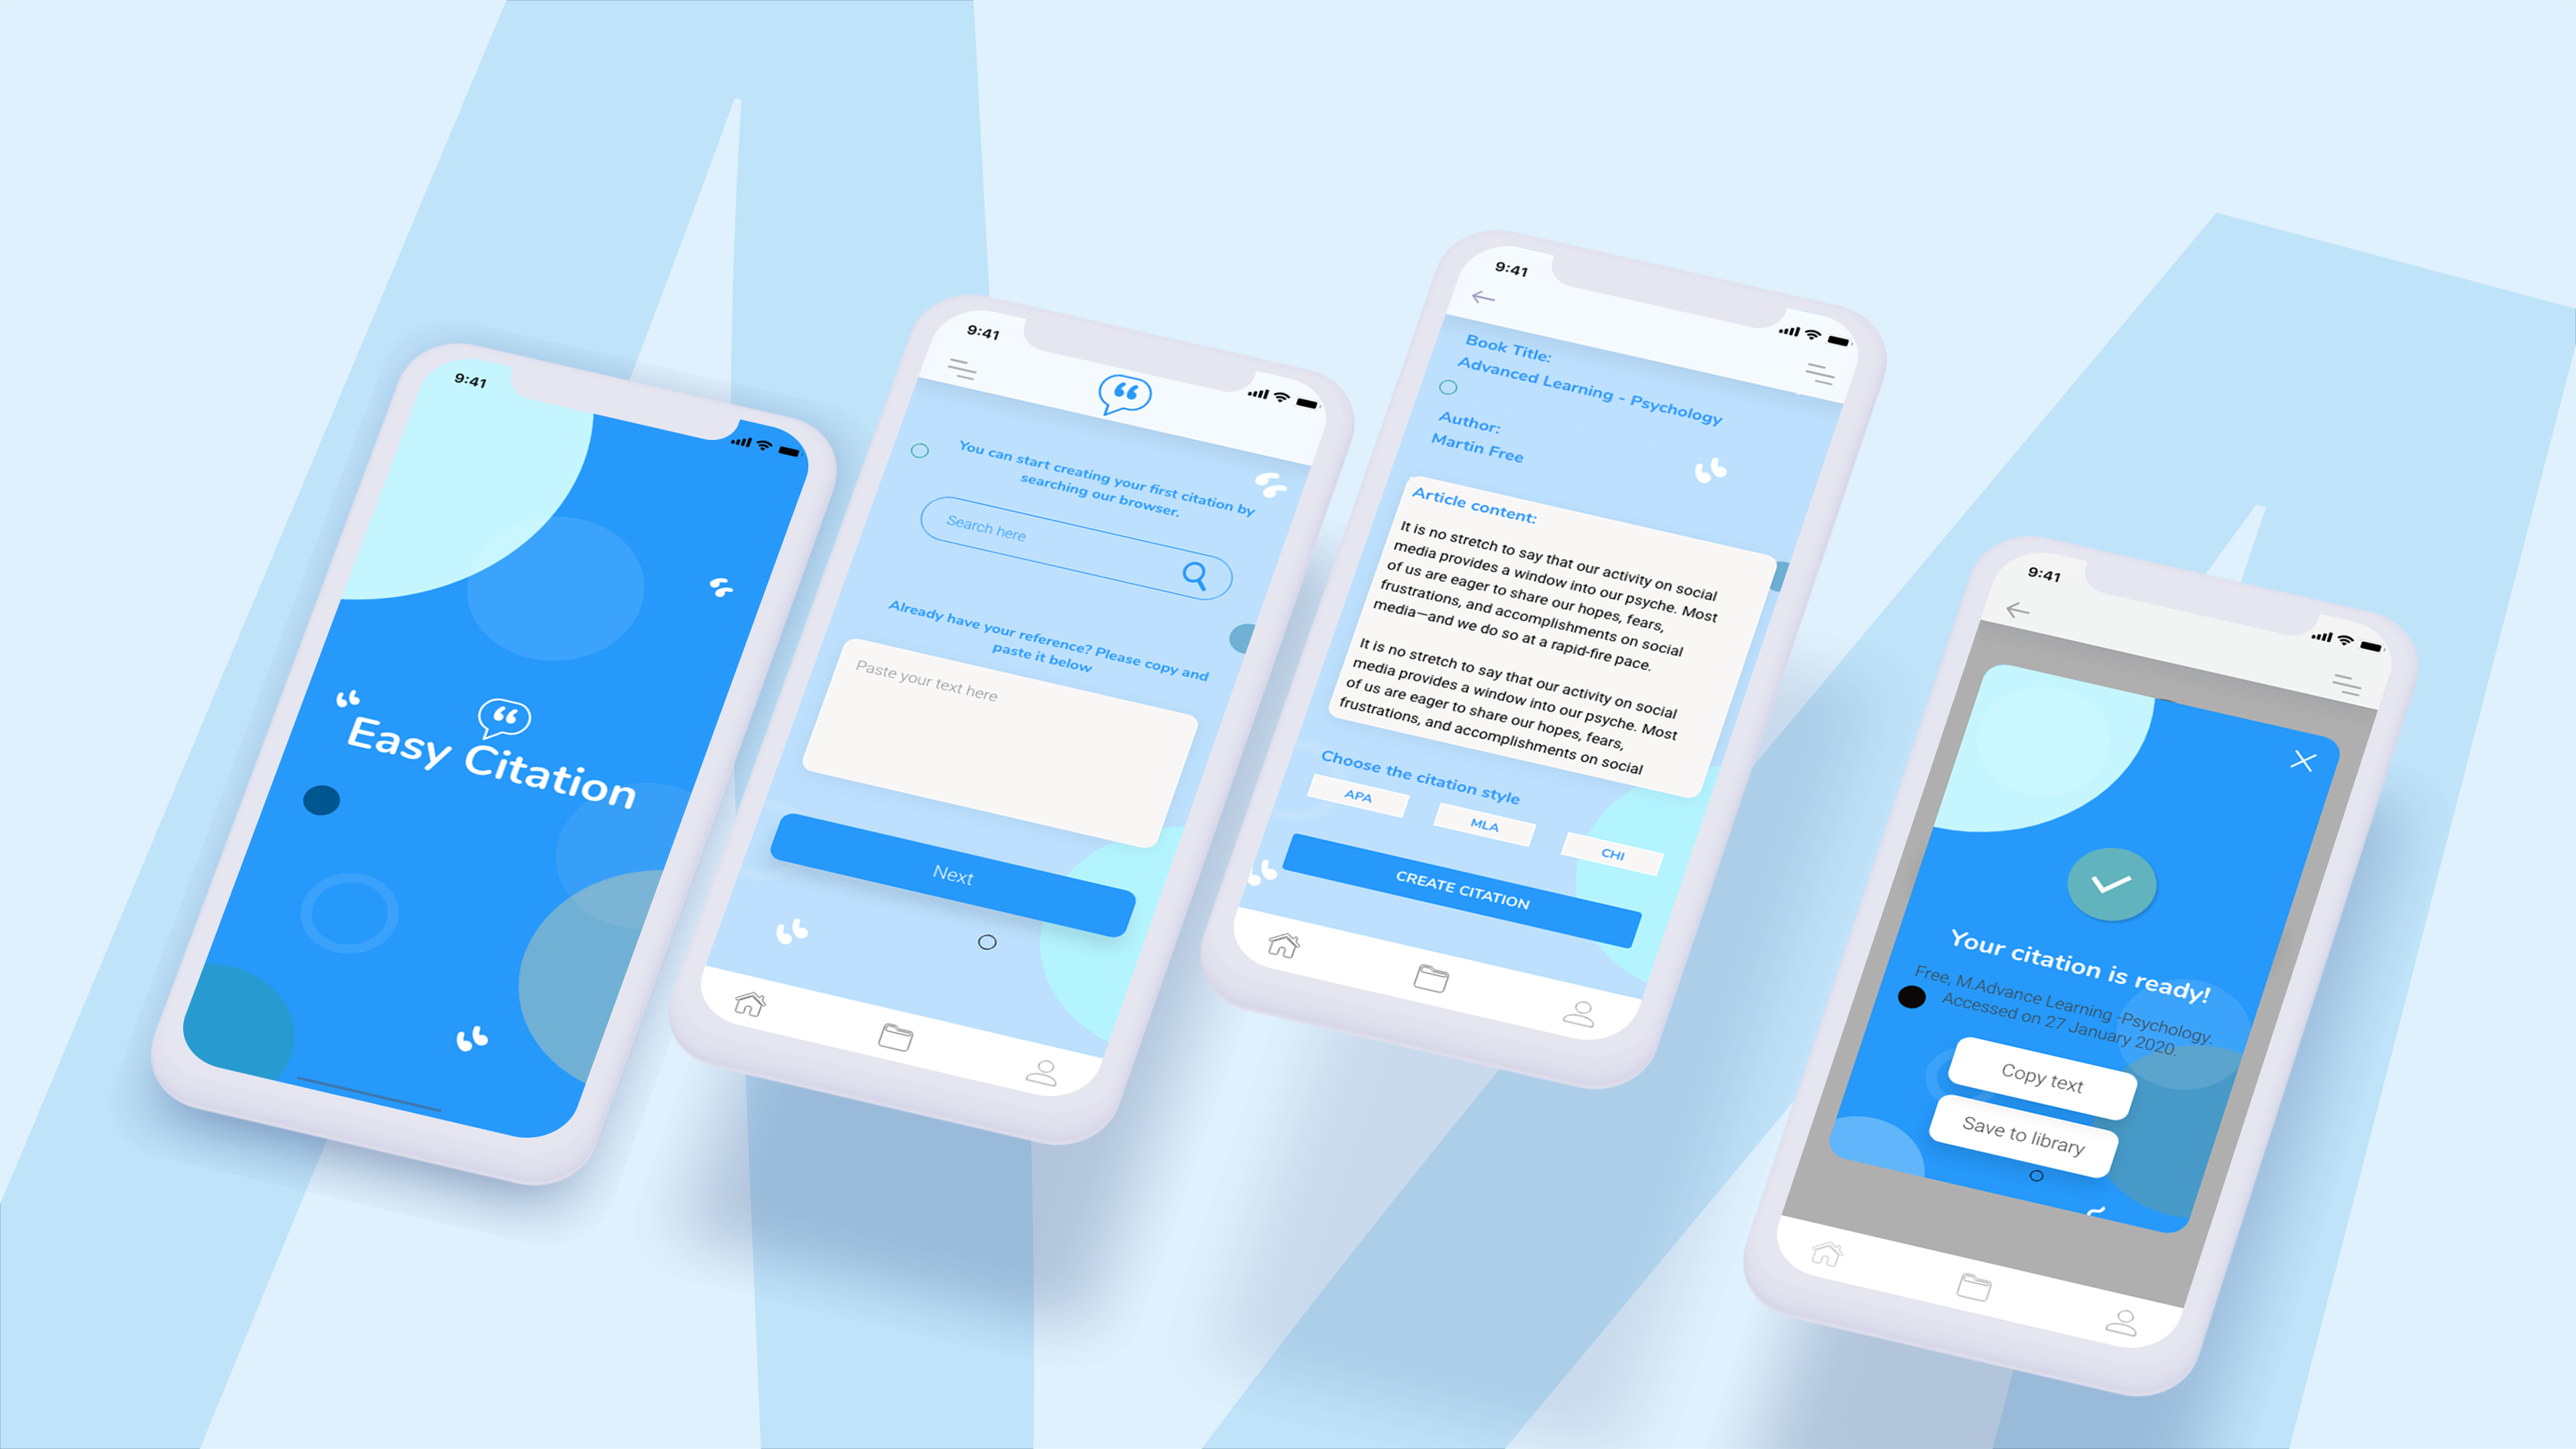 9:41
Easy Citation
9:41
You can start creating your first citation by
searching our browser.
Search here
Already have your reference? Please copy and
paste it below
Paste your text here
Next
9:41
Book Title:
Advanced Learning - Psychology
Author:
Martin Free
Article content:
It is no stretch to say that our activity on social
media provides a window into our psyche. Most
of us are eager to share our hopes, fears,
frustrations, and accomplishments on social
media—and we do so at a rapid-fire pace.
It is no stretch to say that our activity on social
media provides a window into our psyche. Most
of us are eager to share our hopes, fears,
frustrations, and accomplishments on social
Choose the citation style
APA
MLA
CHI
CREATE CITATION
9:41
Your citation is ready!
Free, M.Advance Learning -Psychology.
Accessed on 27 January 2020.
Copy text
Save to library